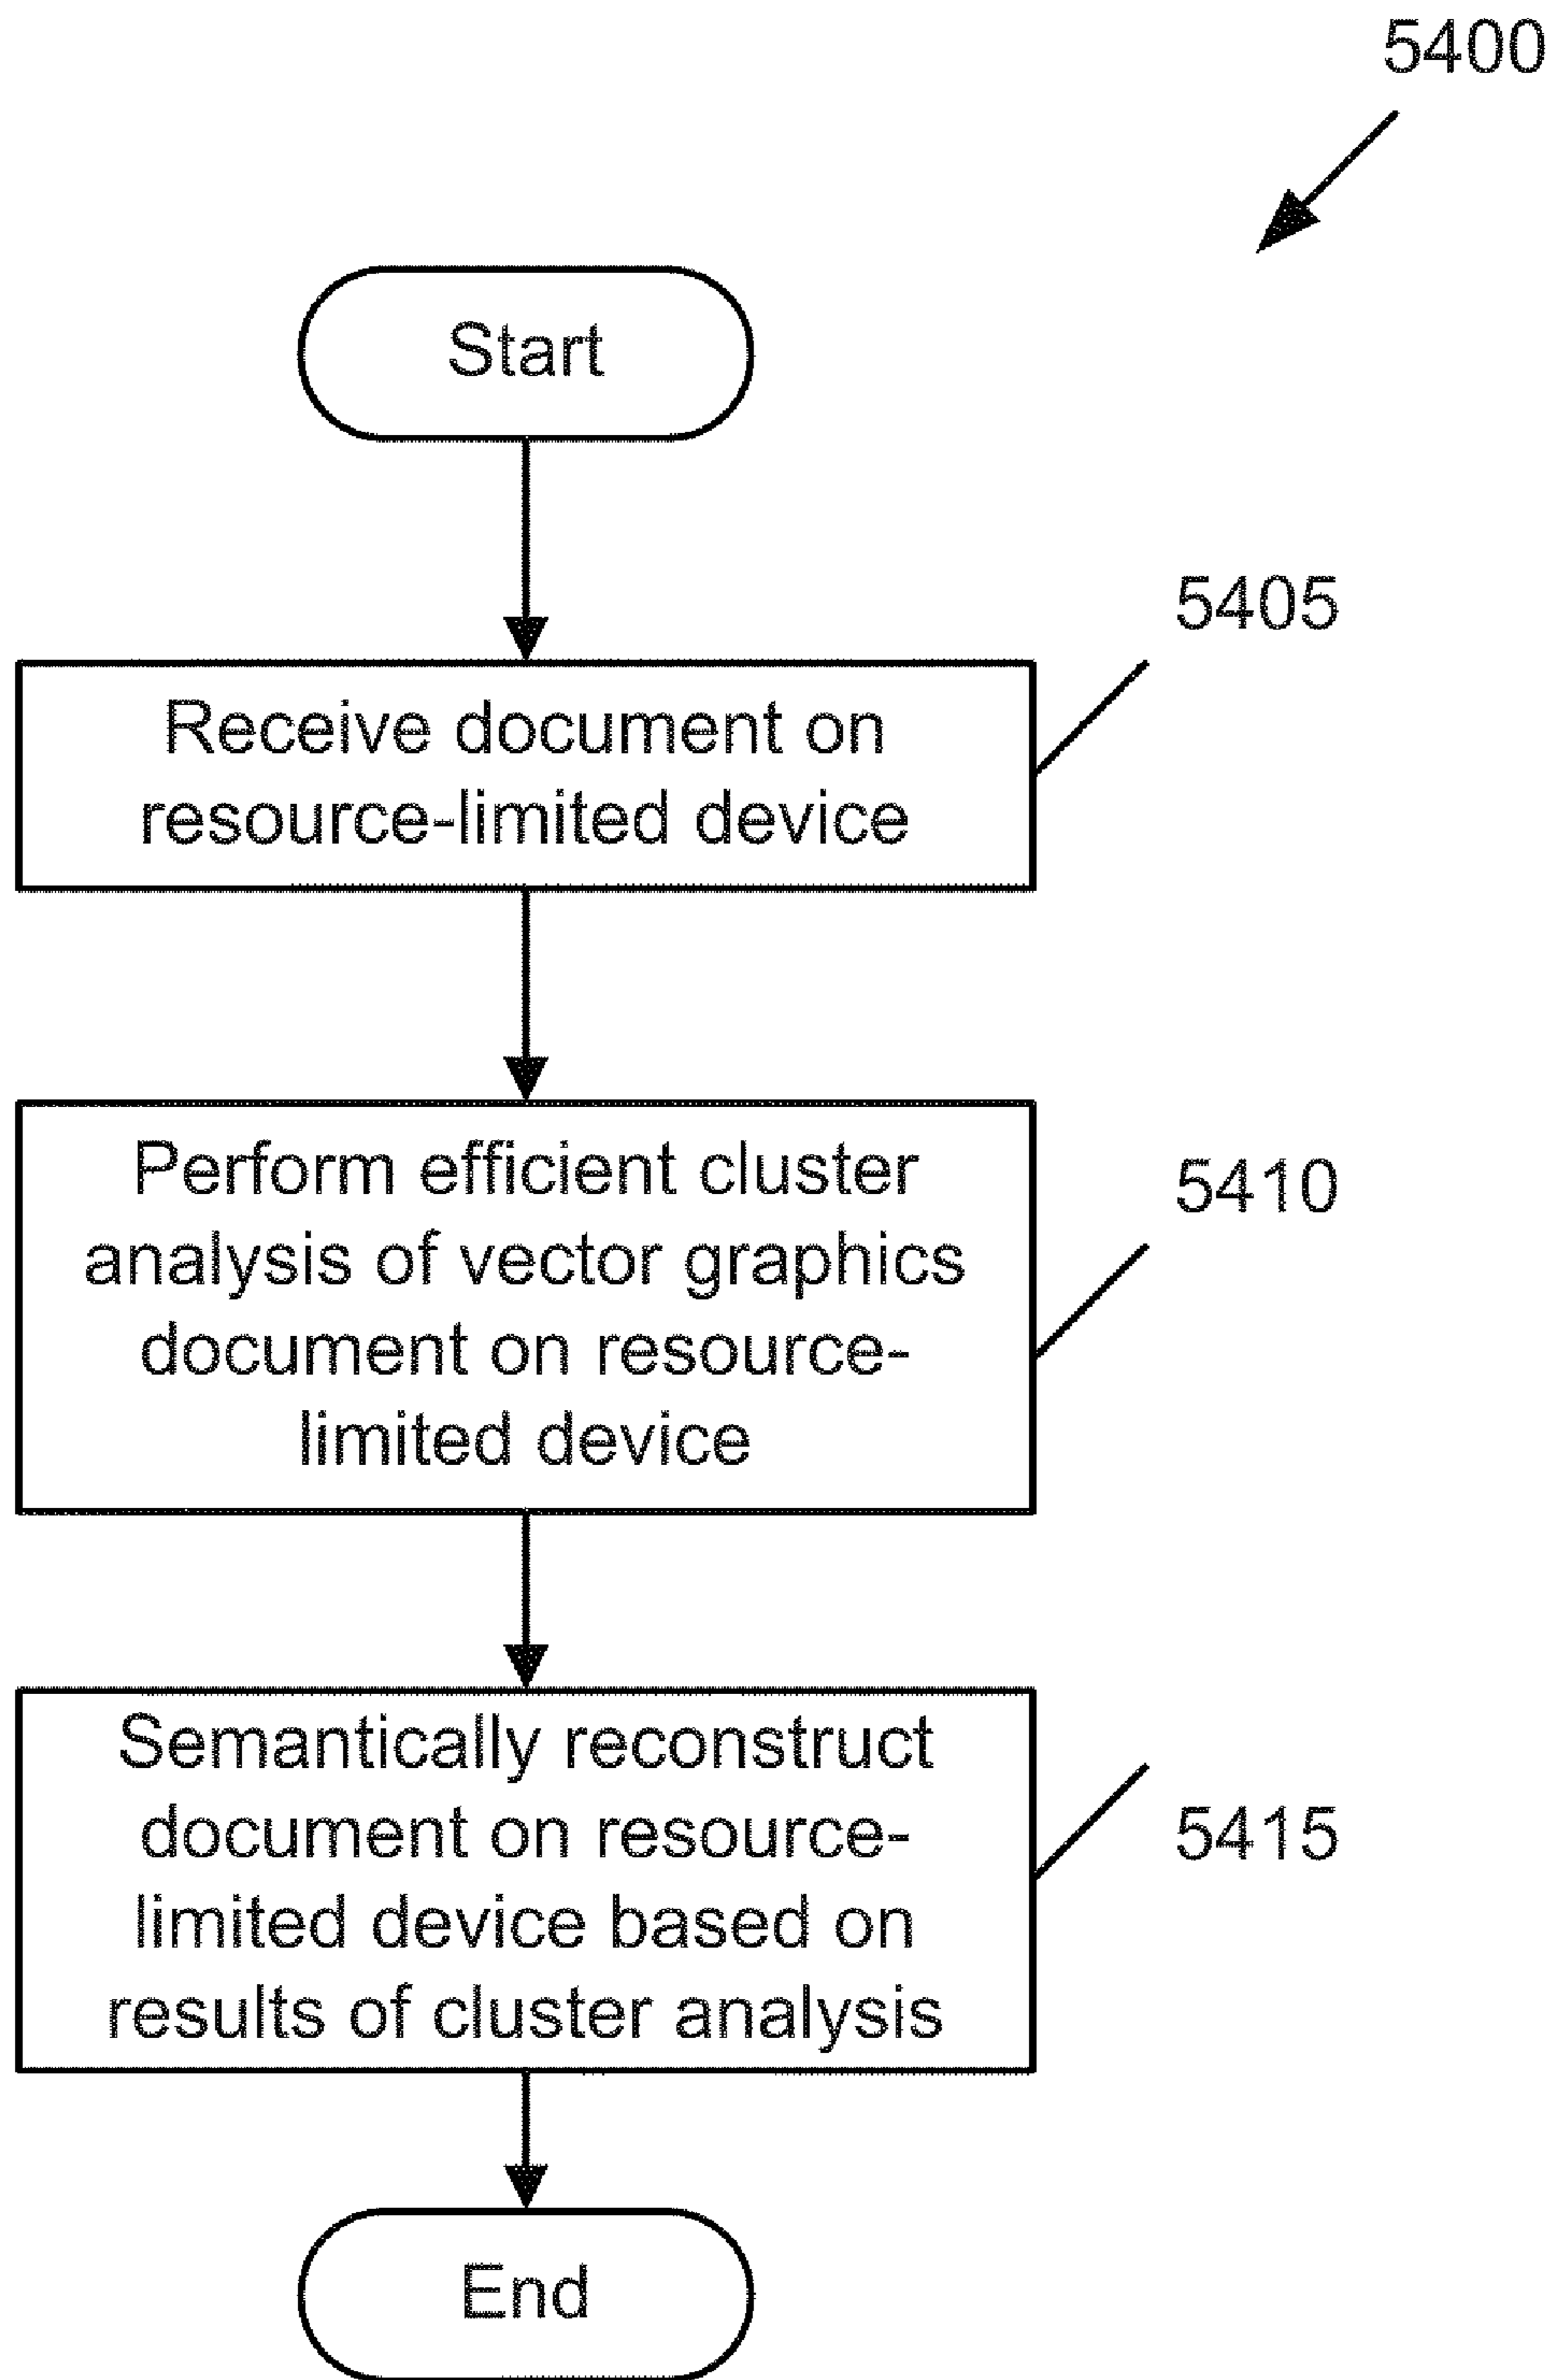 5400
Start
5405
Receive document on
resource-limited device
Perform efficient cluster
analysis of vector graphics
document on resource-
limited device
5410
Semantically reconstruct
document on resource-
limited device based on
results of cluster analysis
5415
End